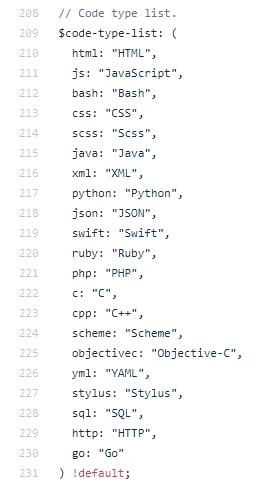 208 // Code type list.
209 $code-type-list: (
210 html: "HTML",
211 js: "JavaScript",
212 bash: "Bash",
213 css: "CSS",
214 scss: "Scss",
215 java: "Java",
216 xml: "XML",
217 python: "Python",
218 json: "JSON",
219 swift: "Swift",
220 ruby: "Ruby",
221 php: "PHP",
222 c: "C",
223 cpp: "C++",
224 scheme: "Scheme",
225 objectivec: "Objective-C",
226 yml: "YAML",
227 stylus: "Stylus",
228 sql: "SQL",
229 http: "HTTP",
230 go: "Go"
231 ) !default;